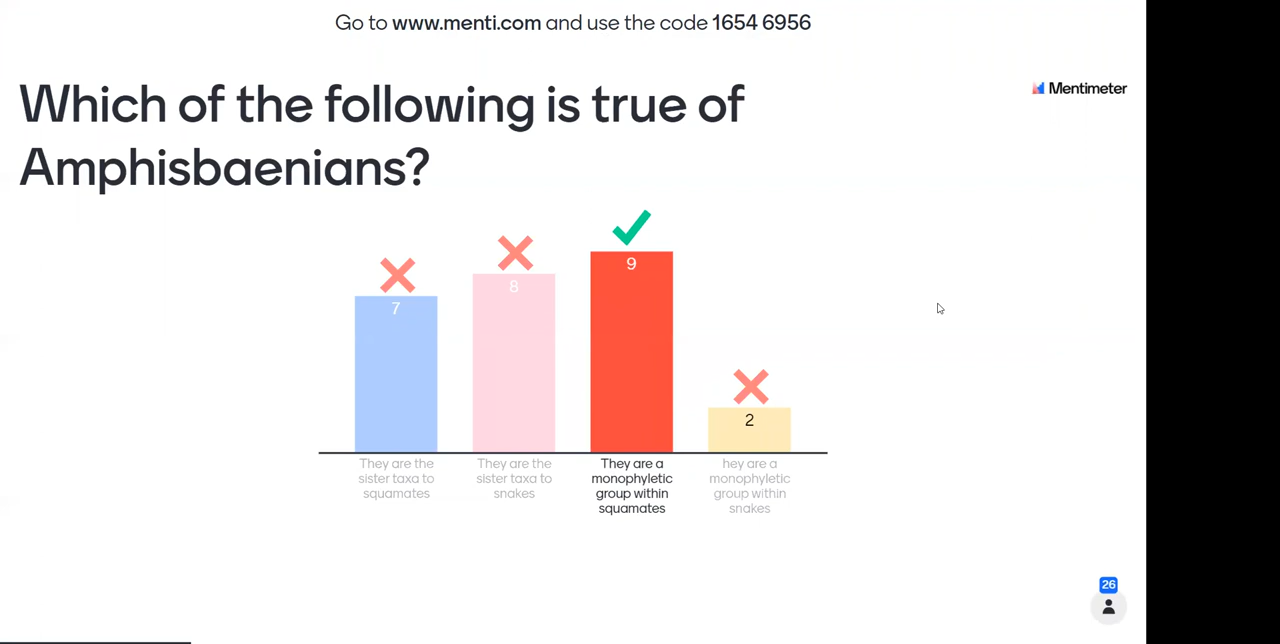 Go to www.menti.com and use the code 1654 6956
Mentimeter
Which of the following is true of
Amphisbaenians?
7
8
9
2
They are the
sister taxa to
squamates
They are the
sister taxa to
snakes
They are a
monophyletic
group within
squamates
hey are a
monophyletic
group within
snakes
26